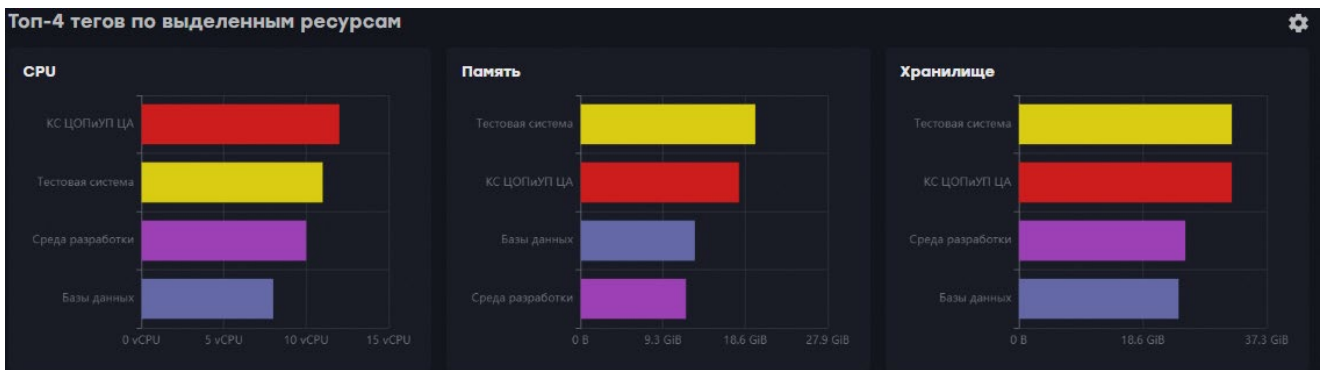 Топ-4 тегов по выделенным ресурсам
CPU
КС ЦОПиУП ЦА
Тестовая система
Среда разработки
Базы данных
0 vCPU 5 vCPU 10 vCPU 15 vCPU
Память
Тестовая система
КС ЦОПиУП ЦА
Базы данных
Среда разработки
0 B 9.3 GiB 18.6 GiB 27.9 GiB
Хранилище
Тестовая система
КС ЦОПиУП ЦА
Среда разработки
Базы данных
0 B 18.6 GiB 37.3 GiB